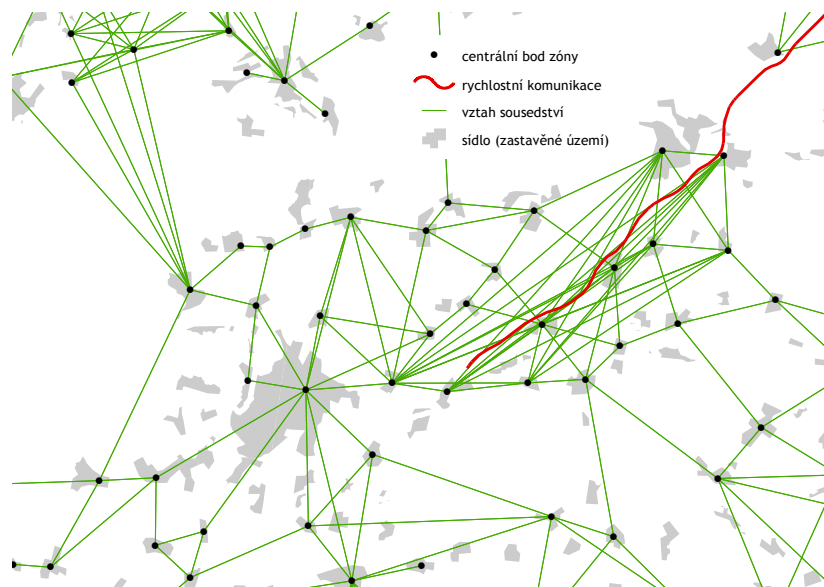 centrální bod zóny
rychlostní komunikace
vztah sousedství
sídlo (zastavěné území)